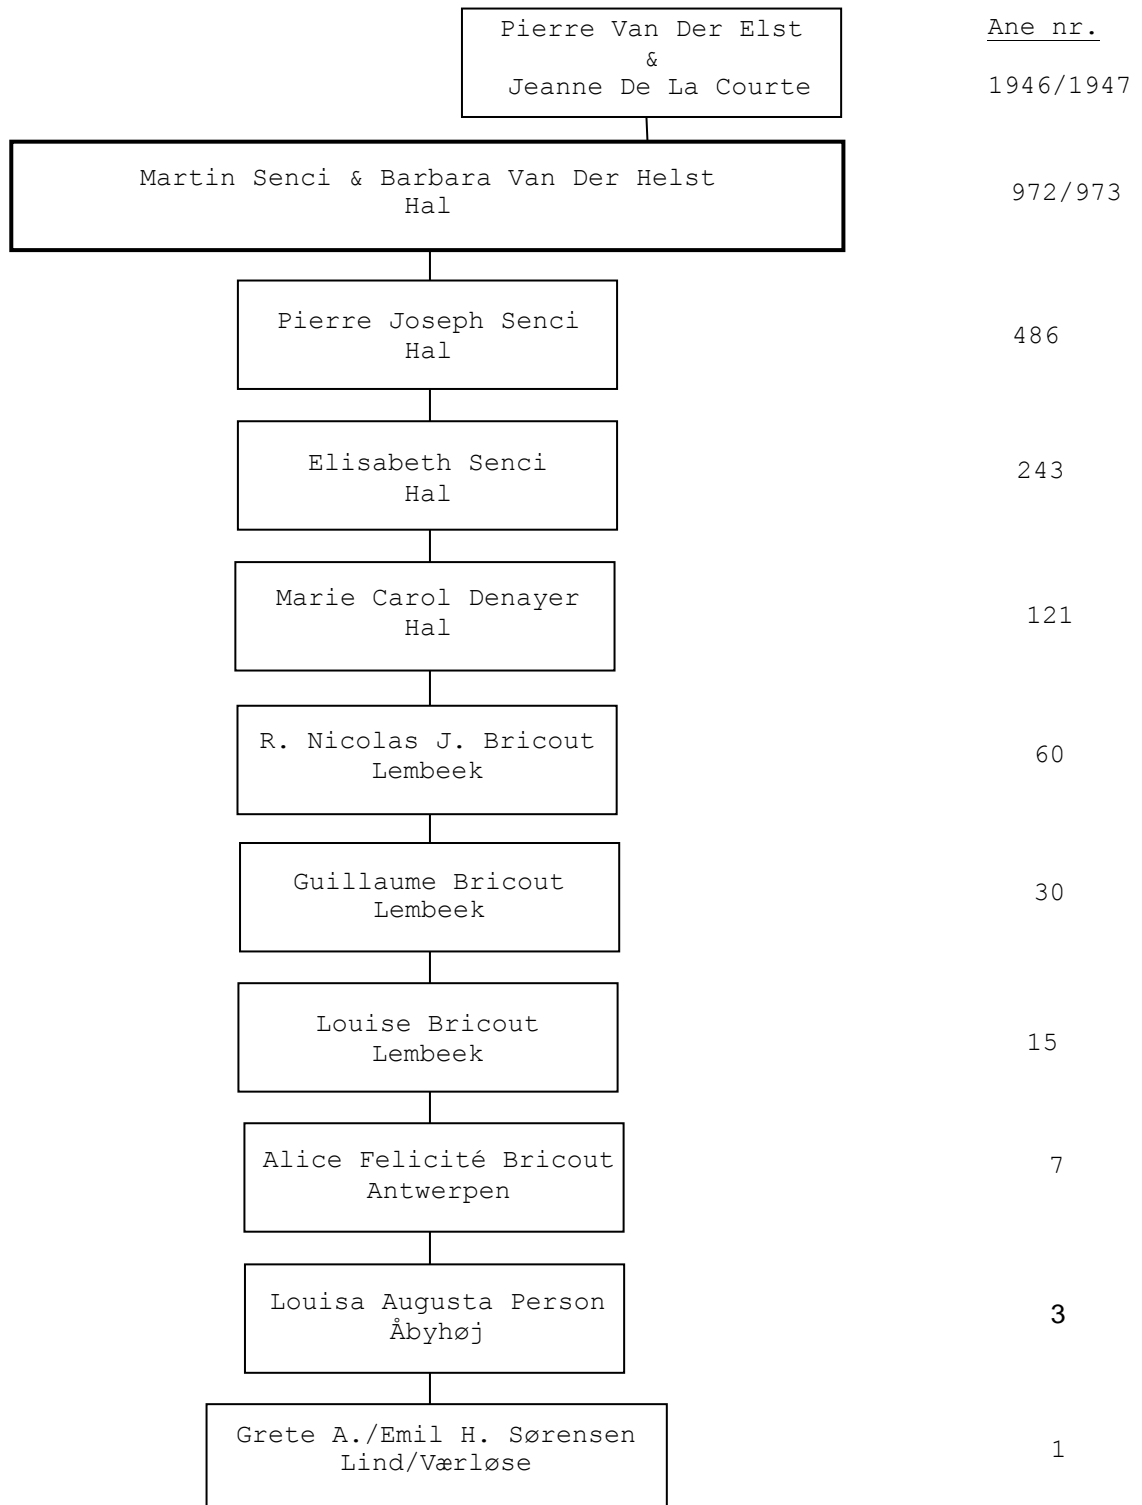 Pierre Van Der Elst
&
Jeanne De La Courte
Ane nr.
1946/1947
Martin Senci & Barbara Van Der Helst
Hal
972/973
Pierre Joseph Senci
Hal
486
Elisabeth Senci
Hal
243
Marie Carol Denayer
Hal
121
R. Nicolas J. Bricout
Lembeek
60
Guillaume Bricout
Lembeek
30
Louise Bricout
Lembeek
15
Alice Felicité Bricout
Antwerpen
7
Louisa Augusta Person
Åbyhøj
3
Grete A./Emil H. Sørensen
Lind/Værløse
1